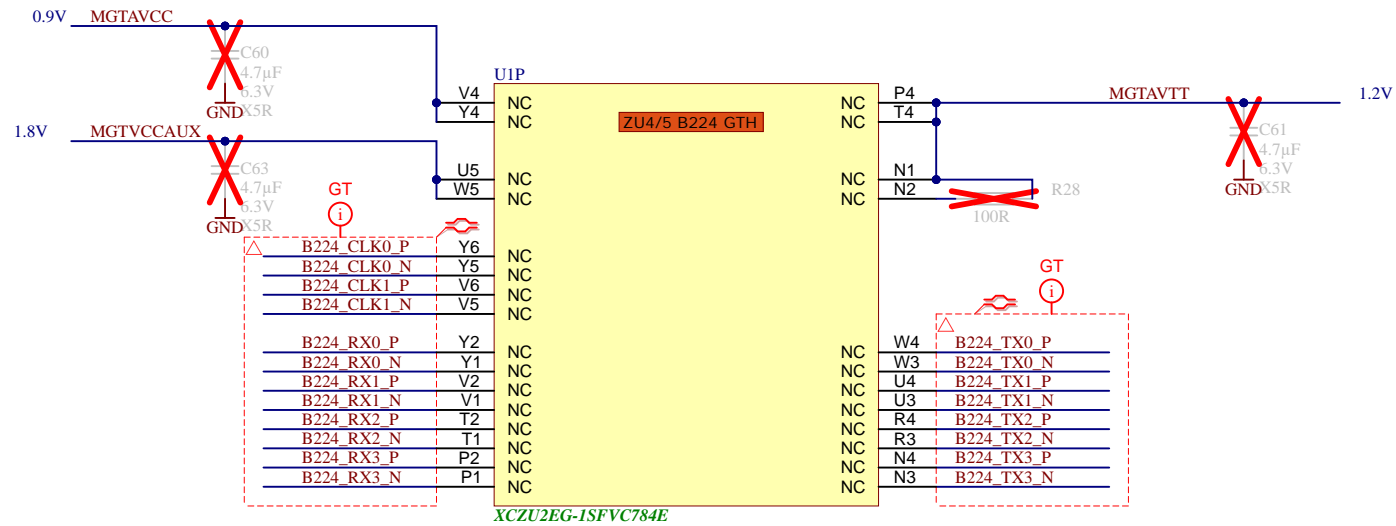 0.9V MGTAVCC
C60
4.7µF
6.3V
X5R
GND
1.8V MGTVCCAUX
C63
4.7µF
6.3V
X5R
GND
U1P
ZU4/5 B224 GTH
V4 NC
Y4 NC
U5 NC
W5 NC
GT
i
B224_CLK0_P Y6 NC
B224_CLK0_N Y5 NC
B224_CLK1_P V6 NC
B224_CLK1_N V5 NC
B224_RX0_P Y2 NC
B224_RX0_N Y1 NC
B224_RX1_P V2 NC
B224_RX1_N V1 NC
B224_RX2_P T2 NC
B224_RX2_N T1 NC
B224_RX3_P P2 NC
B224_RX3_N P1 NC
NC P4 MGTAVTT 1.2V
NC T4
C61
4.7µF
6.3V
X5R
GND
NC N1
NC N2
R28
100R
GT
i
NC W4 B224_TX0_P
NC W3 B224_TX0_N
NC U4 B224_TX1_P
NC U3 B224_TX1_N
NC R4 B224_TX2_P
NC R3 B224_TX2_N
NC N4 B224_TX3_P
NC N3 B224_TX3_N
XCZU2EG-1SFVC784E